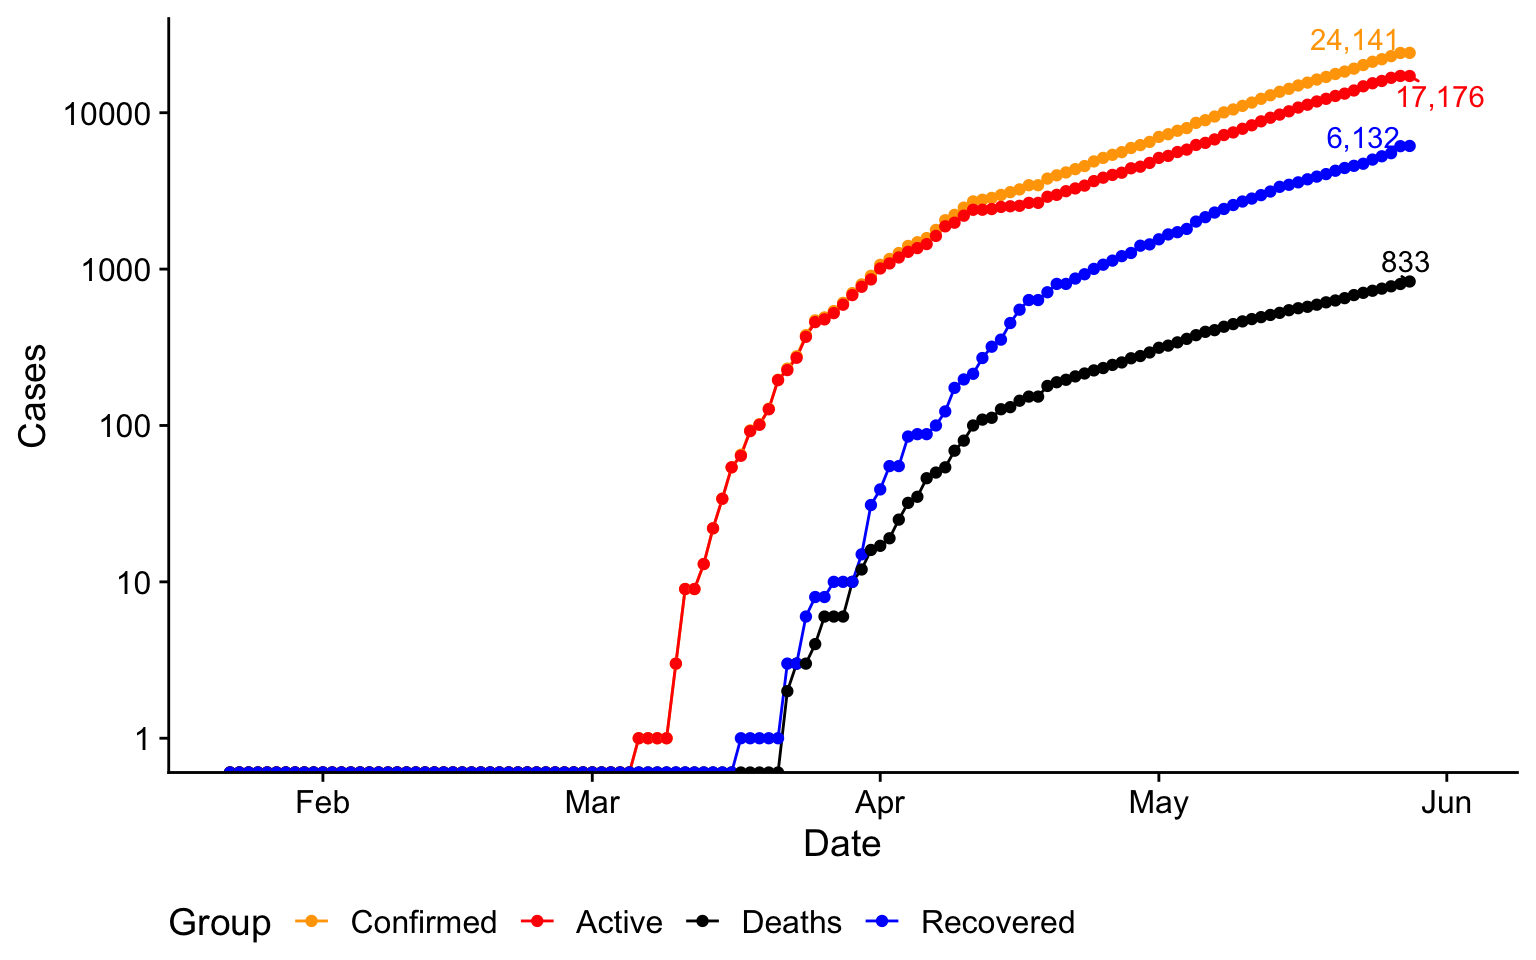 24,141
17,176
6,132
833
10000
1000
100
10
1
Cases
Feb Mar Apr May Jun
Date
Group Confirmed Active Deaths Recovered